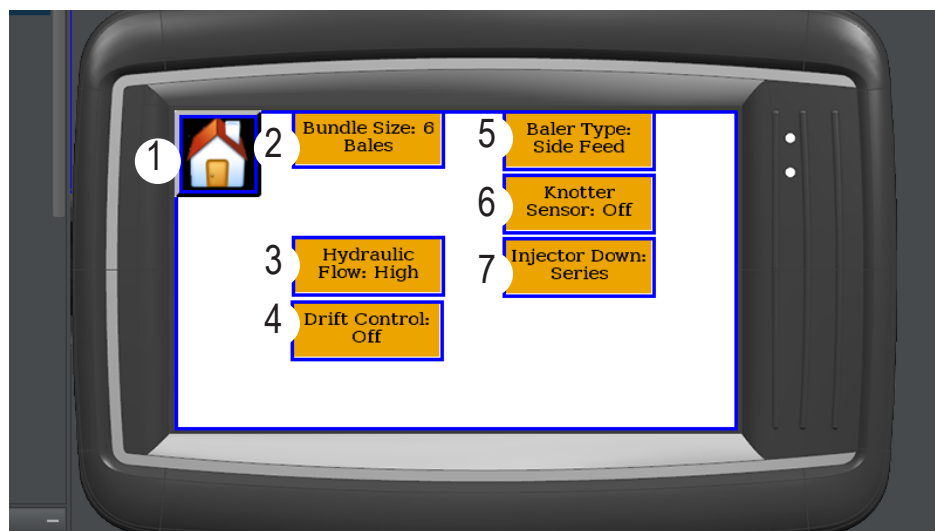 1
2
Bundle Size: 6
Bales
3
Hydraulic
Flow: High
4
Drift Control:
Off
5
Baler Type:
Side Feed
6
Knotter
Sensor: Off
7
Injector Down:
Series